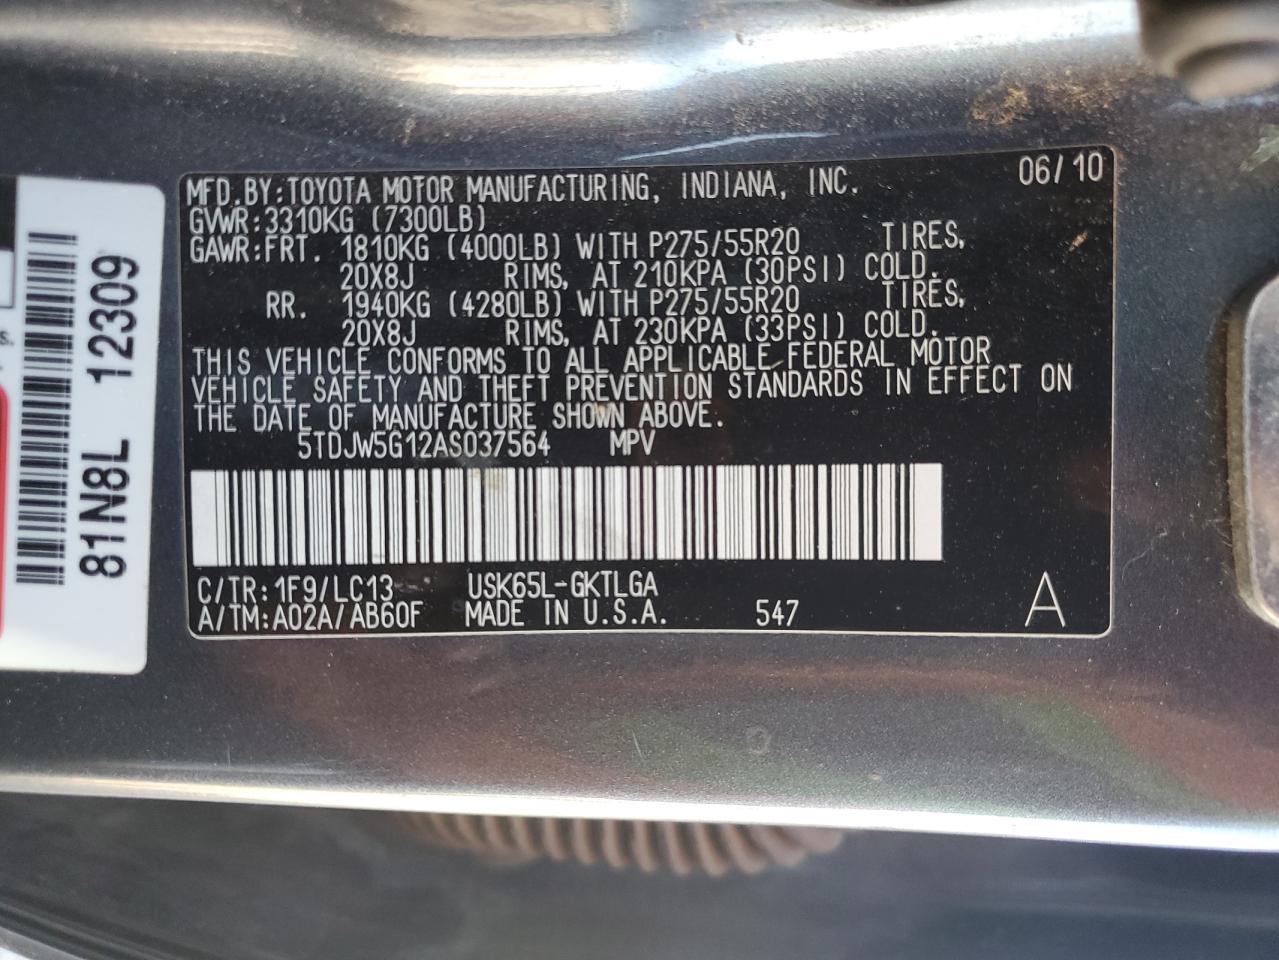 MFD.BY:TOYOTA MOTOR MANUFACTURING, INDIANA, INC. 06/10
GVWR:3310KG (7300LB)
GAWR:FRT. 1810KG (4000LB) WITH P275/55R20 TIRES,
20X8J RIMS, AT 210KPA (30PSI) COLD.
RR. 1940KG (4280LB) WITH P275/55R20 TIRES,
20X8J RIMS, AT 230KPA (33PSI) COLD.
THIS VEHICLE CONFORMS TO ALL APPLICABLE FEDERAL MOTOR
VEHICLE SAFETY AND THEFT PREVENTION STANDARDS IN EFFECT ON
THE DATE OF MANUFACTURE SHOWN ABOVE.
5TDJW5G12AS037564 MPV
C/TR:1F9/LC13 USK65L-GKTLGA
A/TM:A02A/AB60F MADE IN U.S.A. 547 A
81N8L 12309
s.